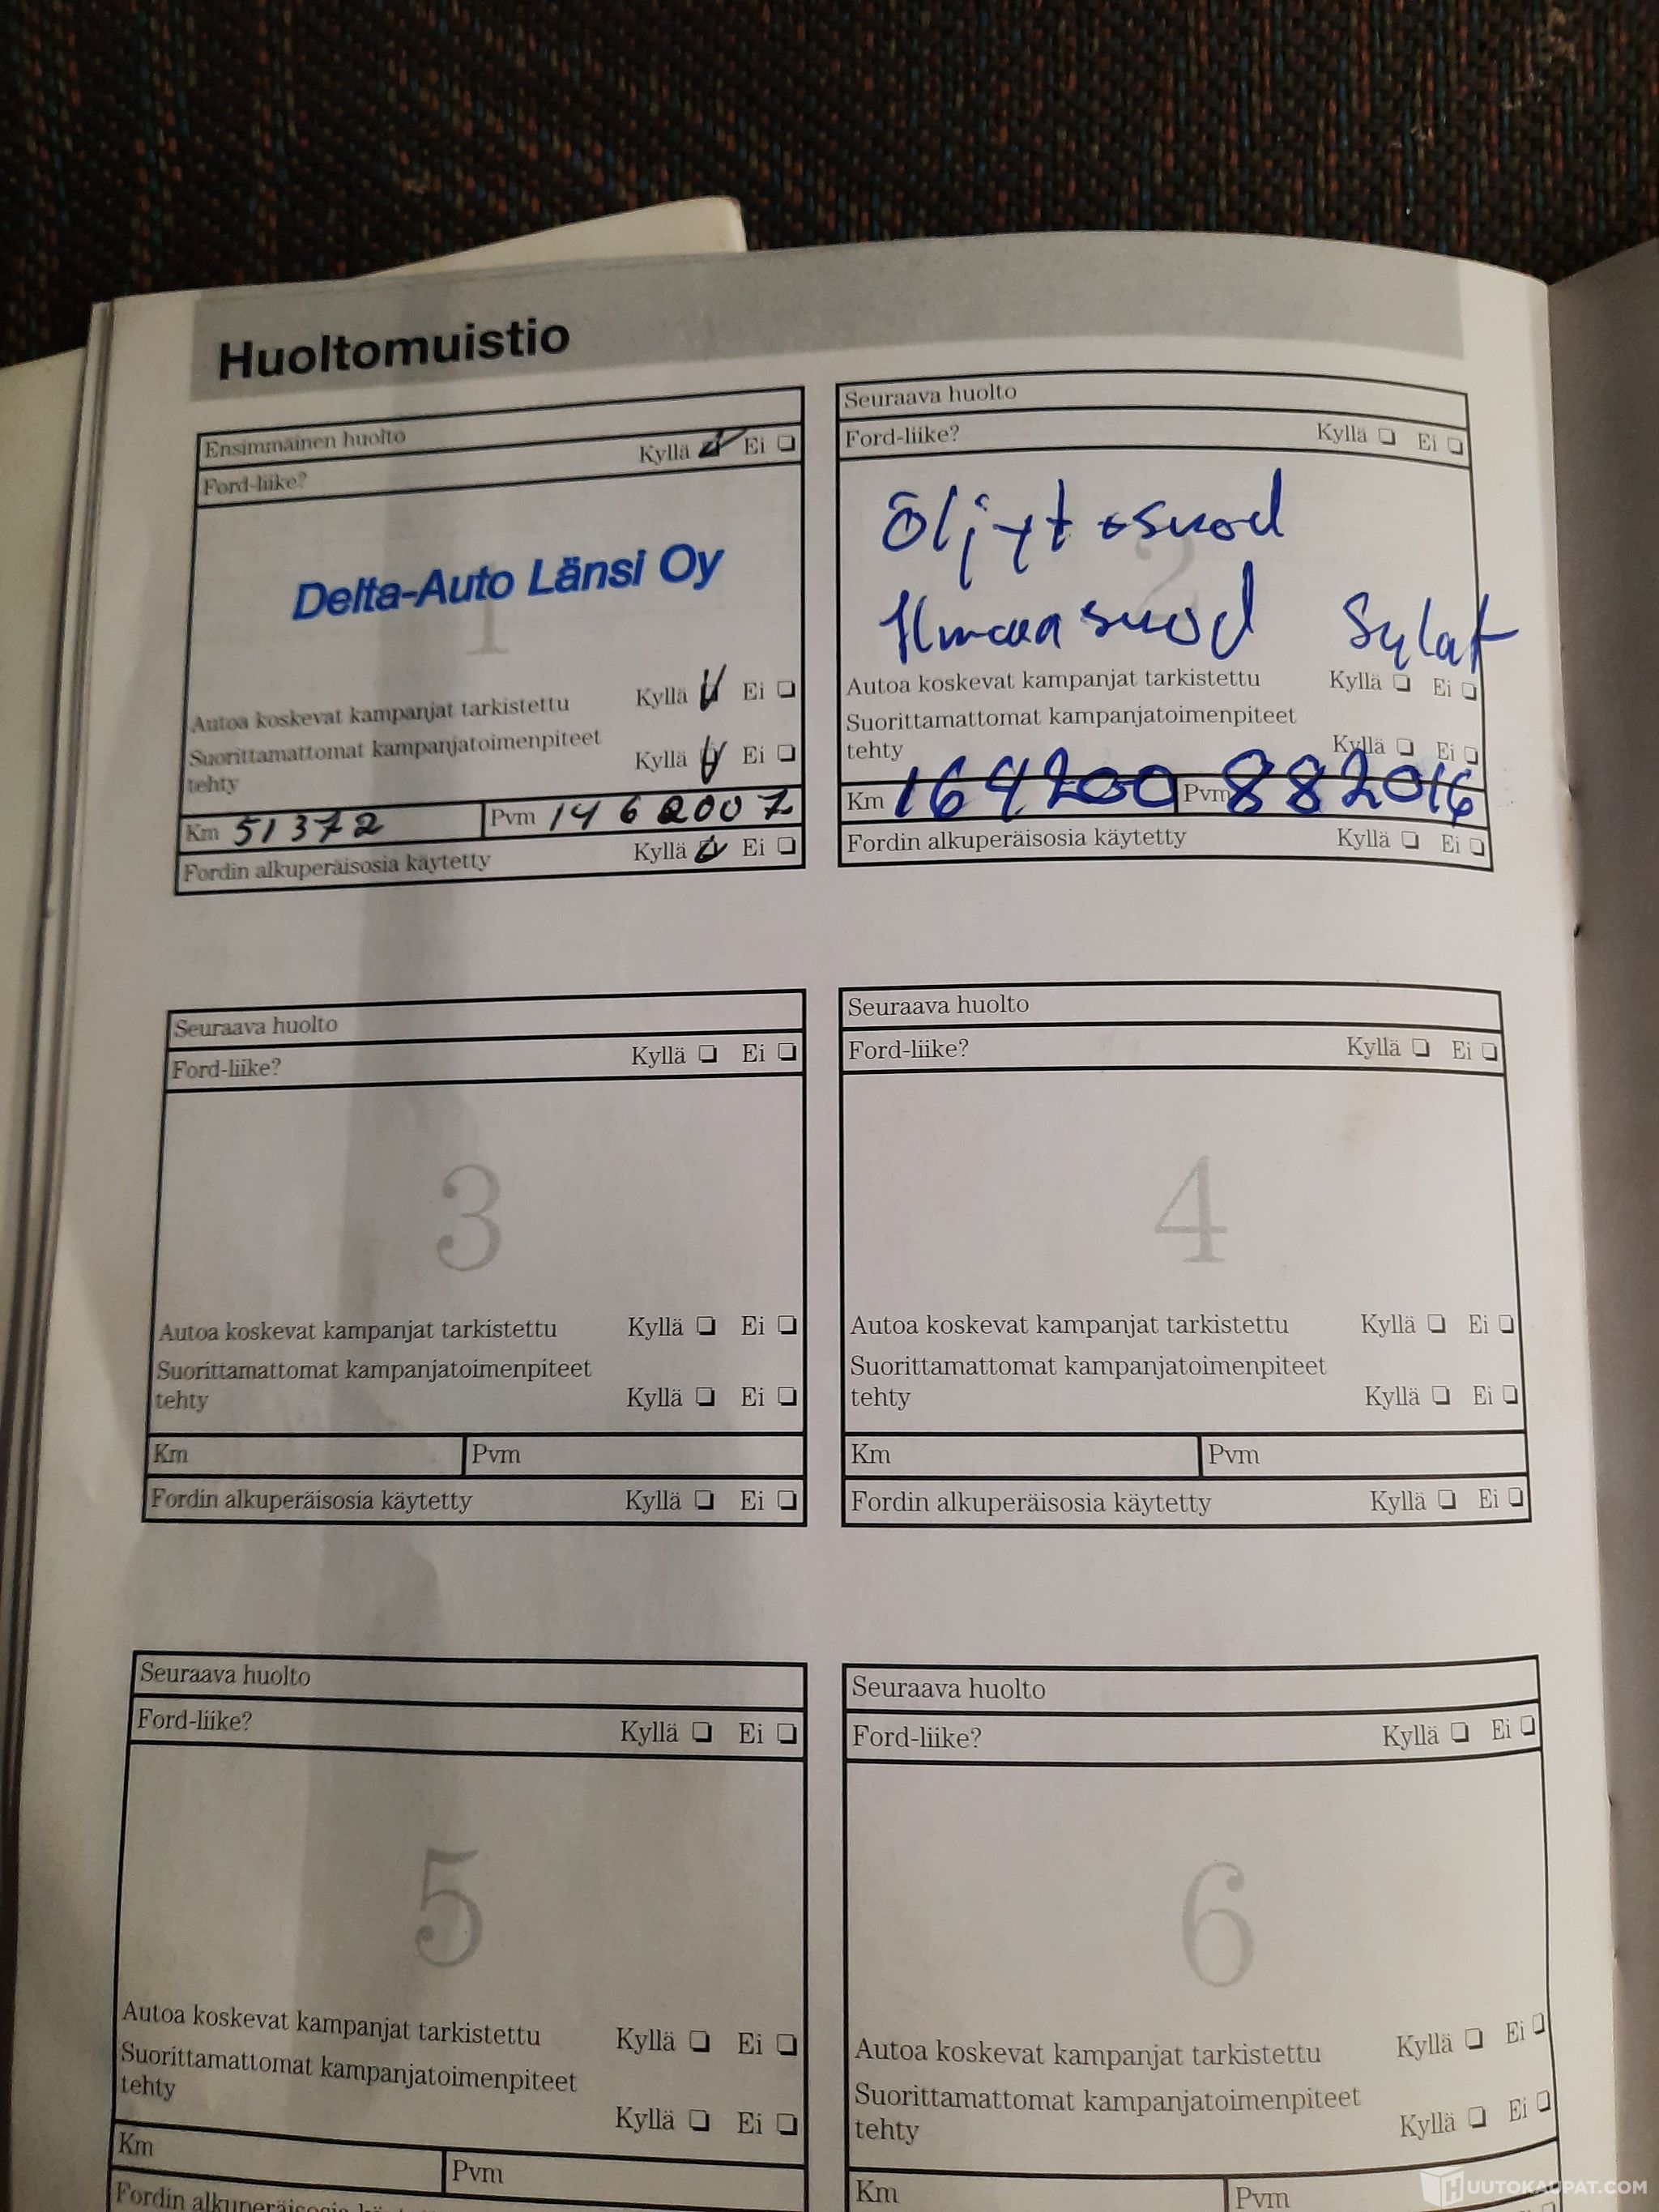 Huoltomuistio
Ensimmäinen huolto
Ford-liike? Kyllä Ei
1
Delta-Auto Länsi Oy
Autoa koskevat kampanjat tarkistettu Kyllä Ei
Suorittamattomat kampanjatoimenpiteet
tehty Kyllä Ei
Km 51372 Pvm 14 6 2007
Fordin alkuperäisosia käytetty Kyllä Ei
Seuraava huolto
Ford-liike? Kyllä Ei
2
Öljyt + suod
Ilmaa suod Sylat
Autoa koskevat kampanjat tarkistettu Kyllä Ei
Suorittamattomat kampanjatoimenpiteet
tehty Kyllä Ei
Km 164200 Pvm 8 8 2016
Fordin alkuperäisosia käytetty Kyllä Ei
Seuraava huolto
Ford-liike? Kyllä Ei
3
Autoa koskevat kampanjat tarkistettu Kyllä Ei
Suorittamattomat kampanjatoimenpiteet
tehty Kyllä Ei
Km Pvm
Fordin alkuperäisosia käytetty Kyllä Ei
Seuraava huolto
Ford-liike? Kyllä Ei
4
Autoa koskevat kampanjat tarkistettu Kyllä Ei
Suorittamattomat kampanjatoimenpiteet
tehty Kyllä Ei
Km Pvm
Fordin alkuperäisosia käytetty Kyllä Ei
Seuraava huolto
Ford-liike? Kyllä Ei
5
Autoa koskevat kampanjat tarkistettu Kyllä Ei
Suorittamattomat kampanjatoimenpiteet
tehty Kyllä Ei
Km Pvm
Fordin alkuperäisosia
Seuraava huolto
Ford-liike? Kyllä Ei
6
Autoa koskevat kampanjat tarkistettu Kyllä Ei
Suorittamattomat kampanjatoimenpiteet
tehty Kyllä Ei
Km Pvm
HUUTOKAUPAT.COM